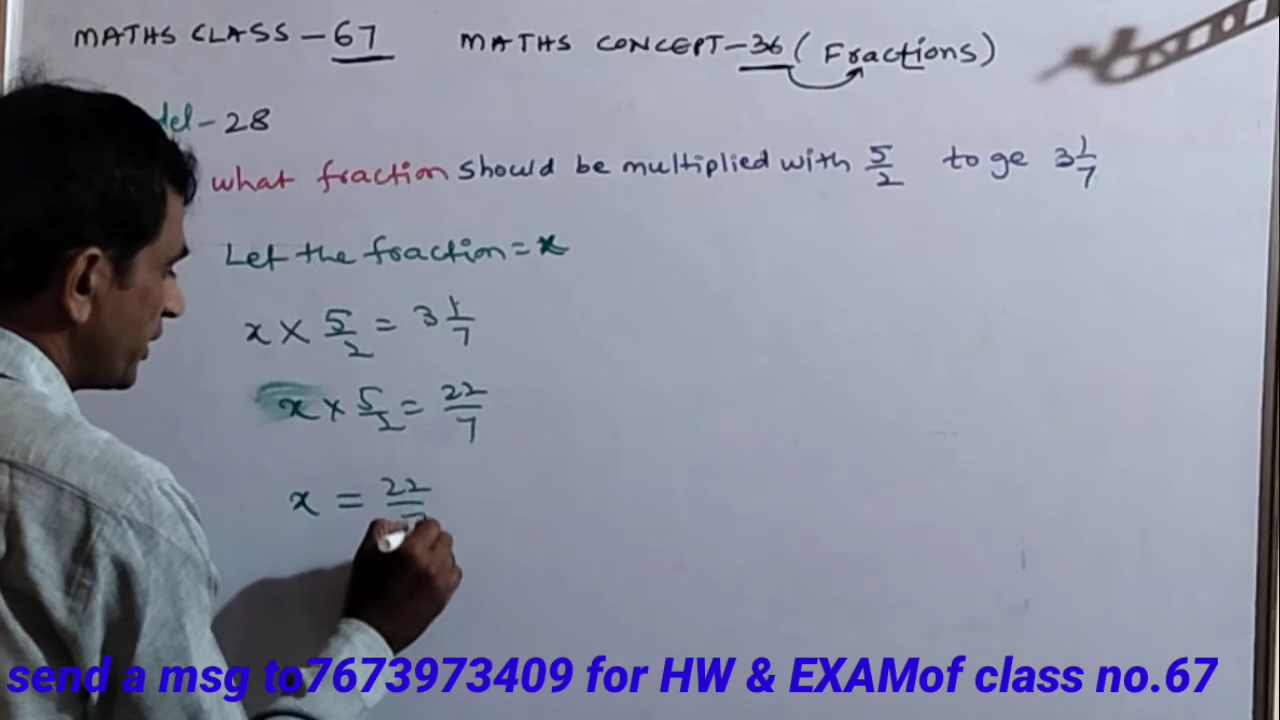 MATHS CLASS - 67 MATHS CONCEPT - 36 (Fractions)
- 28
what fraction should be multiplied with 5/2 to ge 3 1/7
Let the fraction = x
x × 5/2 = 3 1/7
x × 5/2 = 22/7
x = 22/7
send a msg to7673973409 for HW & EXAMof class no.67